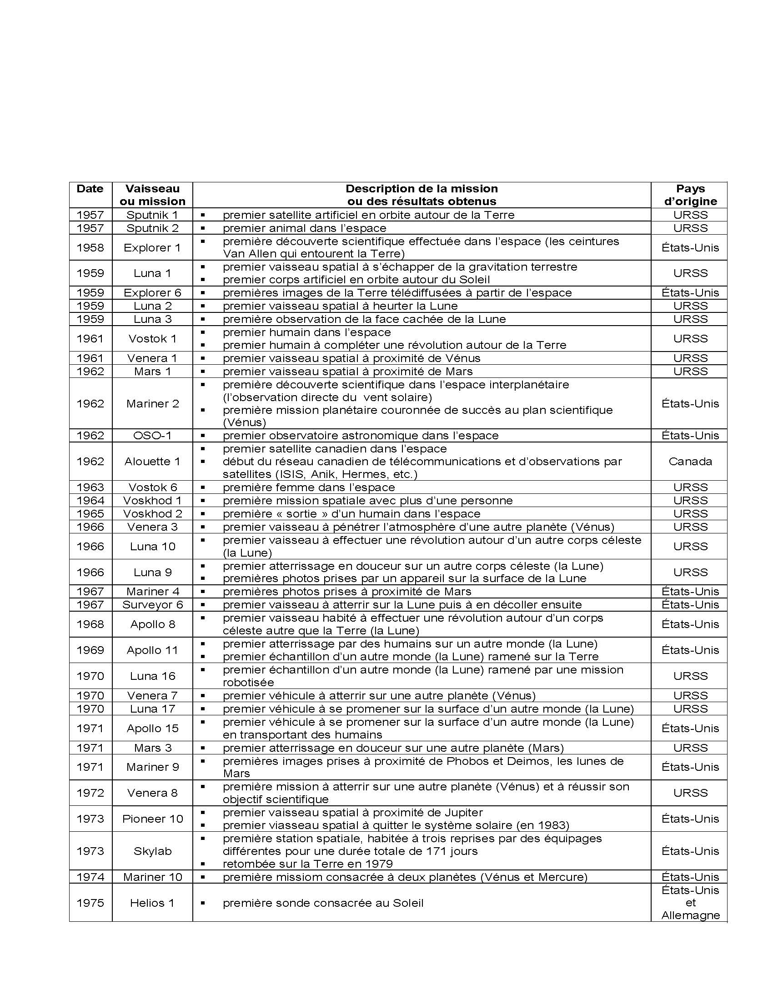 Date Vaisseau ou mission Description de la mission ou des résultats obtenus Pays d’origine
1957 Sputnik 1 ▪ premier satellite artificiel en orbite autour de la Terre URSS
1957 Sputnik 2 ▪ premier animal dans l’espace URSS
1958 Explorer 1 ▪ première découverte scientifique effectuée dans l’espace (les ceintures
Van Allen qui entourent la Terre) États-Unis
1959 Luna 1 ▪ premier vaisseau spatial à s’échapper de la gravitation terrestre
▪ premier corps artificiel en orbite autour du Soleil URSS
1959 Explorer 6 ▪ premières images de la Terre télédiffusées à partir de l’espace États-Unis
1959 Luna 2 ▪ premier vaisseau spatial à heurter la Lune URSS
1959 Luna 3 ▪ première observation de la face cachée de la Lune URSS
1961 Vostok 1 ▪ premier humain dans l’espace
▪ premier humain à compléter une révolution autour de la Terre URSS
1961 Venera 1 ▪ premier vaisseau spatial à proximité de Vénus URSS
1962 Mars 1 ▪ premier vaisseau spatial à proximité de Mars URSS
1962 Mariner 2 ▪ première découverte scientifique dans l’espace interplanétaire
(l’observation directe du vent solaire)
▪ première mission planétaire couronnée de succès au plan scientifique
(Vénus) États-Unis
1962 OSO-1 ▪ premier observatoire astronomique dans l’espace États-Unis
1962 Alouette 1 ▪ premier satellite canadien dans l’espace
▪ début du réseau canadien de télécommunications et d’observations par
satellites (ISIS, Anik, Hermes, etc.) Canada
1963 Vostok 6 ▪ première femme dans l’espace URSS
1964 Voskhod 1 ▪ première mission spatiale avec plus d’une personne URSS
1965 Voskhod 2 ▪ première « sortie » d’un humain dans l’espace URSS
1966 Venera 3 ▪ premier vaisseau à pénétrer l’atmosphère d’une autre planète (Vénus) URSS
1966 Luna 10 ▪ premier vaisseau à effectuer une révolution autour d’un autre corps céleste
(la Lune) URSS
1966 Luna 9 ▪ premier atterrissage en douceur sur un autre corps céleste (la Lune)
▪ premières photos prises par un appareil sur la surface de la Lune URSS
1967 Mariner 4 ▪ premières photos prises à proximité de Mars États-Unis
1967 Surveyor 6 ▪ premier vaisseau à atterrir sur la Lune puis à en décoller ensuite États-Unis
1968 Apollo 8 ▪ premier vaisseau habité à effectuer une révolution autour d’un corps
céleste autre que la Terre (la Lune) États-Unis
1969 Apollo 11 ▪ premier atterrissage par des humains sur un autre monde (la Lune)
▪ premier échantillon d’un autre monde (la Lune) ramené sur la Terre États-Unis
1970 Luna 16 ▪ premier échantillon d’un autre monde (la Lune) ramené par une mission
robotisée URSS
1970 Venera 7 ▪ premier véhicule à atterrir sur une autre planète (Vénus) URSS
1970 Luna 17 ▪ premier véhicule à se promener sur la surface d’un autre monde (la Lune) URSS
1971 Apollo 15 ▪ premier véhicule à se promener sur la surface d’un autre monde (la Lune)
en transportant des humains États-Unis
1971 Mars 3 ▪ premier atterrissage en douceur sur une autre planète (Mars) URSS
1971 Mariner 9 ▪ premières images prises à proximité de Phobos et Deimos, les lunes de
Mars États-Unis
1972 Venera 8 ▪ première mission à atterrir sur une autre planète (Vénus) et à réussir son
objectif scientifique URSS
1973 Pioneer 10 ▪ premier vaisseau spatial à proximité de Jupiter
▪ premier viasseau spatial à quitter le système solaire (en 1983) États-Unis
1973 Skylab ▪ première station spatiale, habitée à trois reprises par des équipages
différentes pour une durée totale de 171 jours
▪ retombée sur la Terre en 1979 États-Unis
1974 Mariner 10 ▪ première missiom consacrée à deux planètes (Vénus et Mercure) États-Unis
1975 Helios 1 ▪ première sonde consacrée au Soleil États-Unis
et
Allemagne